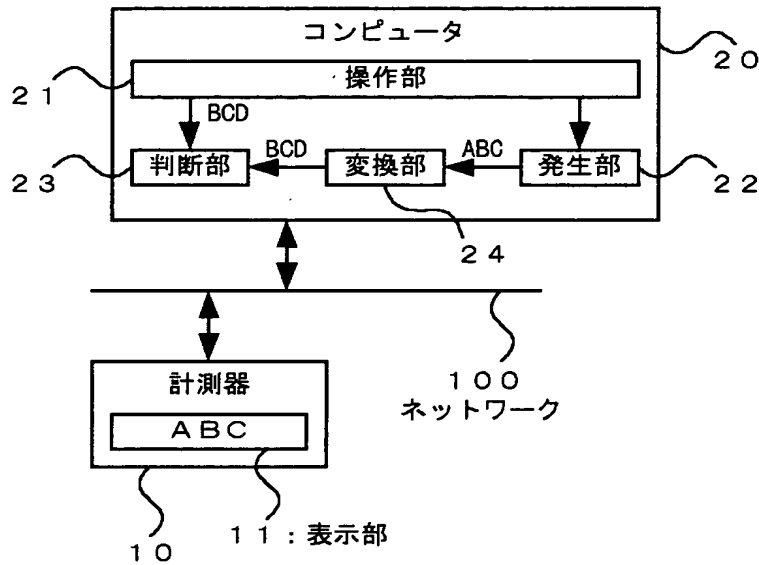 コンピュータ
20
21
操作部
BCD
BCD
ABC
23
判断部
変換部
発生部
22
24
100
ネットワーク
計測器
ABC
10
11：表示部